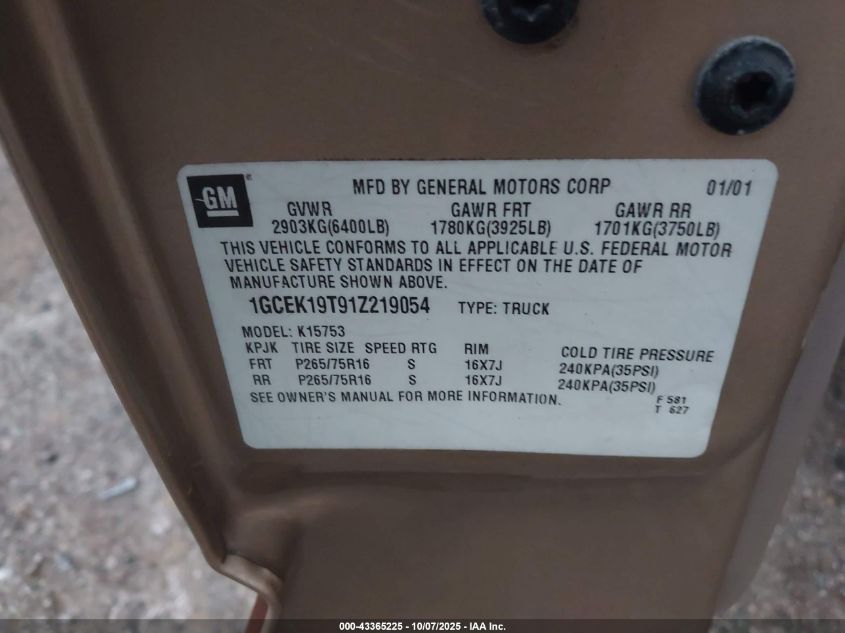 GM
MFD BY GENERAL MOTORS CORP 01/01
GVWR GAWR FRT GAWR RR
2903KG(6400LB) 1780KG(3925LB) 1701KG(3750LB)
THIS VEHICLE CONFORMS TO ALL APPLICABLE U.S. FEDERAL MOTOR
VEHICLE SAFETY STANDARDS IN EFFECT ON THE DATE OF
MANUFACTURE SHOWN ABOVE.
1GCEK19T91Z219054 TYPE: TRUCK
MODEL: K15753
KPJK TIRE SIZE SPEED RTG RIM COLD TIRE PRESSURE
FRT P265/75R16 S 16X7J 240KPA(35PSI)
RR P265/75R16 S 16X7J 240KPA(35PSI)
SEE OWNER'S MANUAL FOR MORE INFORMATION. F 581
T 627
000-43365225 - 10/07/2025 - IAA Inc.